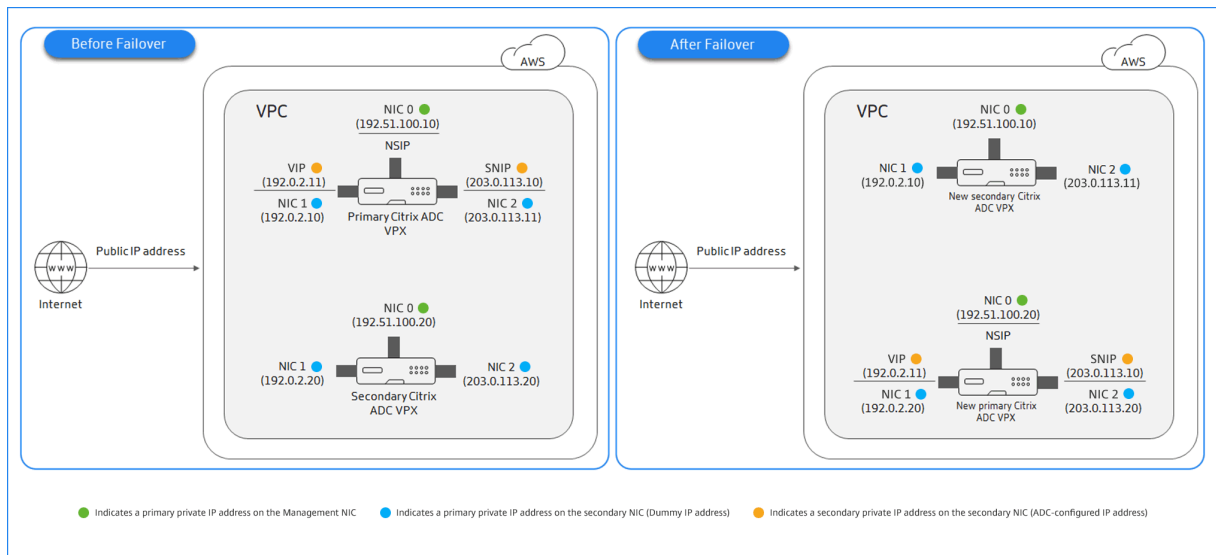 Before Failover
AWS
VPC
NIC 0
(192.51.100.10)
NSIP
VIP
(192.0.2.11)
NIC 1
(192.0.2.10)
SNIP
(203.0.113.10)
NIC 2
(203.0.113.11)
Primary Citrix ADC
VPX
Public IP address
WWW
Internet
NIC 0
(192.51.100.20)
NIC 1
(192.0.2.20)
NIC 2
(203.0.113.20)
Secondary Citrix
ADC VPX
After Failover
AWS
VPC
NIC 0
(192.51.100.10)
NIC 1
(192.0.2.10)
NIC 2
(203.0.113.11)
New secondary Citrix
ADC VPX
Public IP address
WWW
Internet
NIC 0
(192.51.100.20)
NSIP
VIP
(192.0.2.11)
NIC 1
(192.0.2.20)
SNIP
(203.0.113.10)
NIC 2
(203.0.113.20)
New primary Citrix
ADC VPX
Indicates a primary private IP address on the Management NIC
Indicates a primary private IP address on the secondary NIC (Dummy IP address)
Indicates a secondary private IP address on the secondary NIC (ADC-configured IP address)